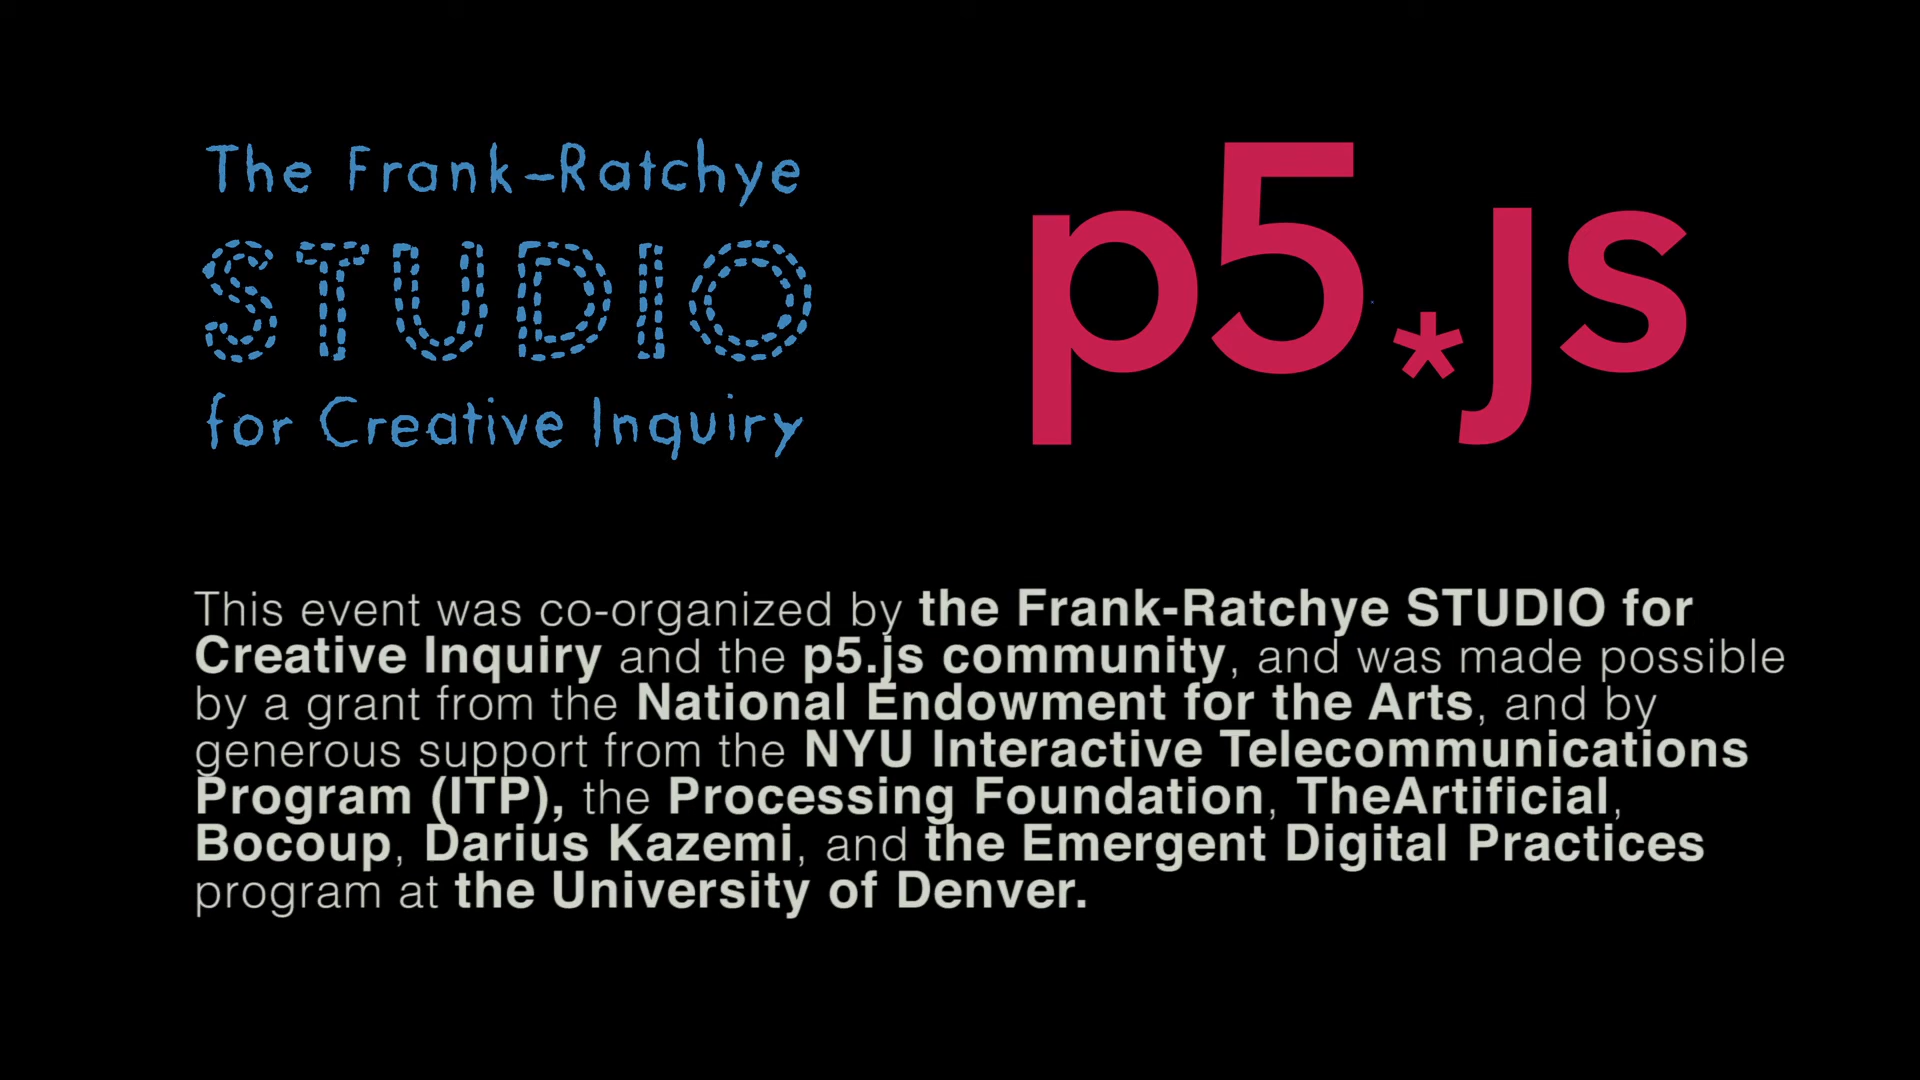 The Frank-Ratchye
STUDIO
for Creative Inquiry
p5*js
This event was co-organized by the Frank-Ratchye STUDIO for
Creative Inquiry and the p5.js community, and was made possible
by a grant from the National Endowment for the Arts, and by
generous support from the NYU Interactive Telecommunications
Program (ITP), the Processing Foundation, TheArtificial,
Bocoup, Darius Kazemi, and the Emergent Digital Practices
program at the University of Denver.